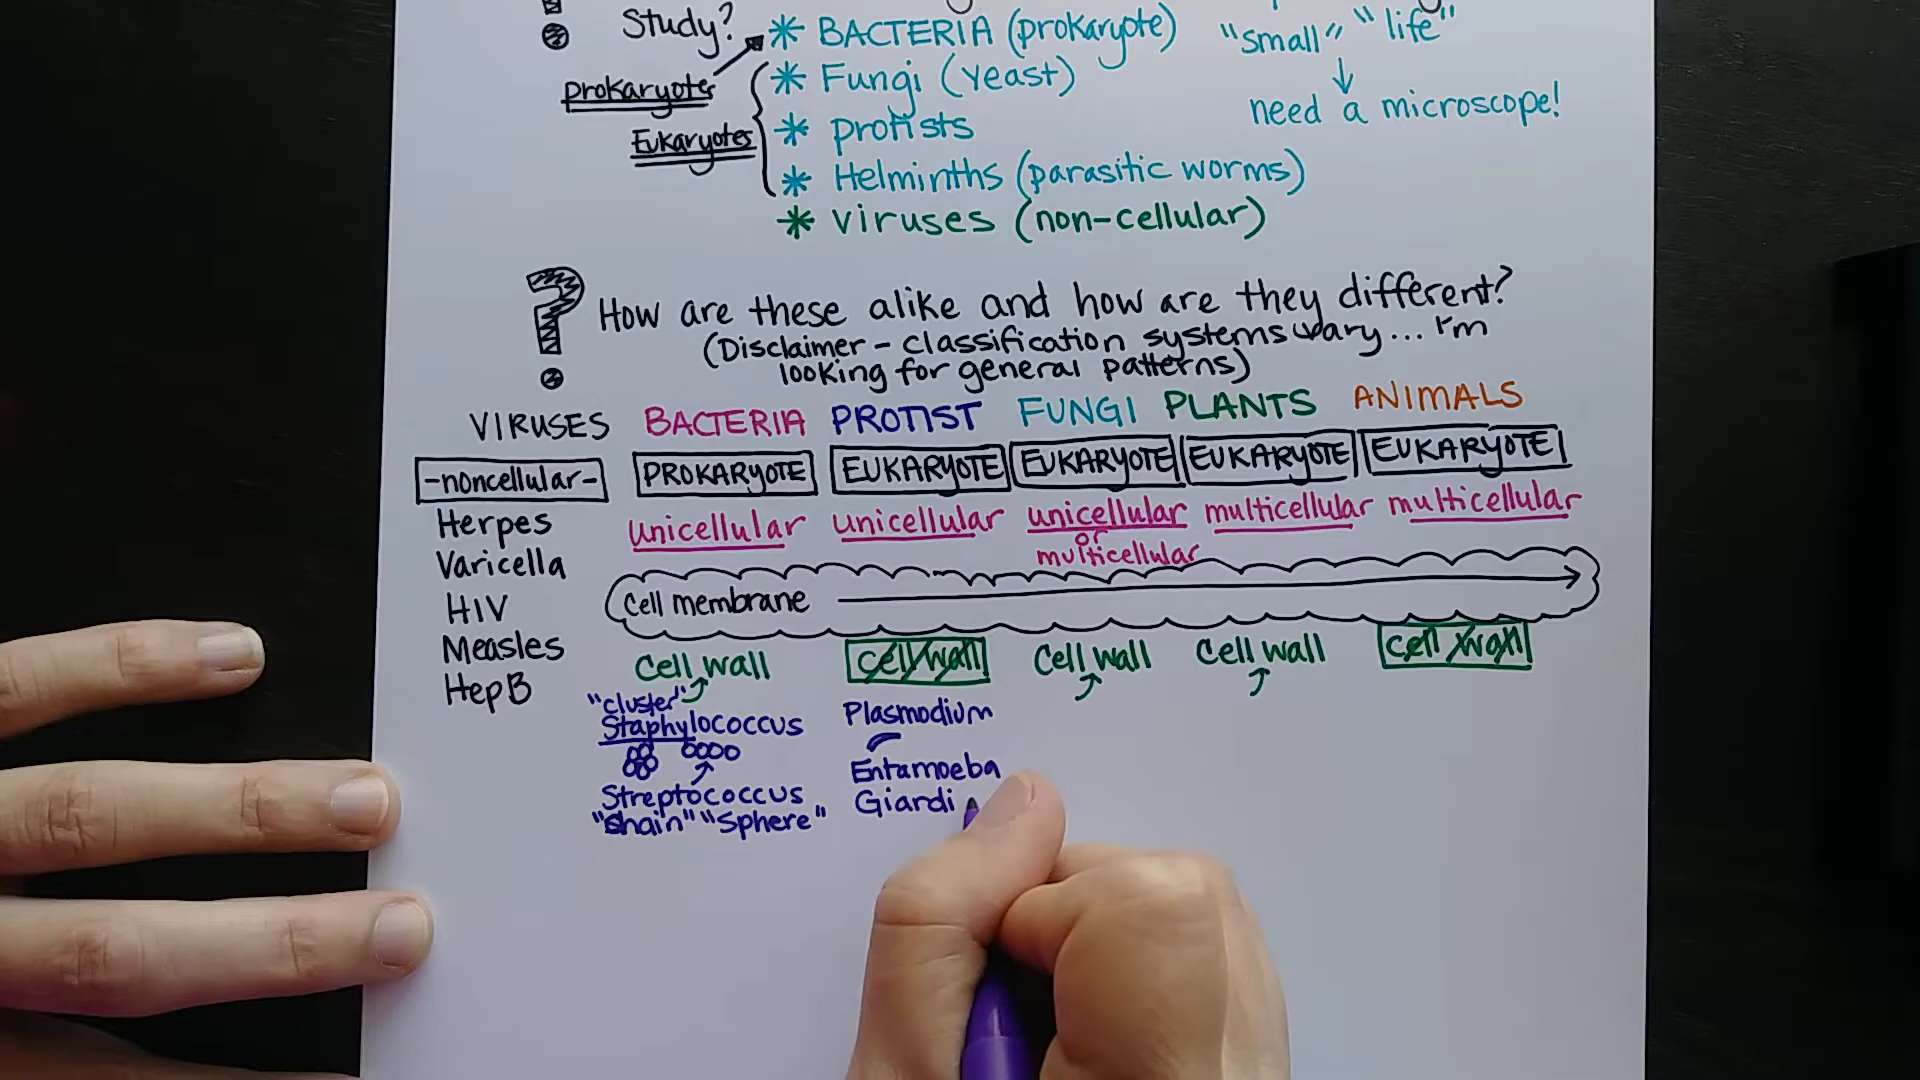 Study?
* BACTERIA (prokaryote)
"small" "life"
prokaryotes
* Fungi (yeast)
need a microscope!
Eukaryotes
* protists
* Helminths (parasitic worms)
* viruses (non-cellular)
? How are these alike and how are they different?
(Disclaimer - classification systems vary... I'm
looking for general patterns)
VIRUSES BACTERIA PROTIST FUNGI PLANTS ANIMALS
-noncellular- PROKARYOTE EUKARYOTE EUKARYOTE EUKARYOTE EUKARYOTE
Herpes unicellular unicellular unicellular multicellular multicellular
or
Varicella multicellular
HIV Cell membrane
Measles Cell wall cell wall Cell wall Cell wall cell wall
HepB
"cluster"
Staphylococcus Plasmodium
Entamoeba
Streptococcus Giardi
"chain" "sphere"